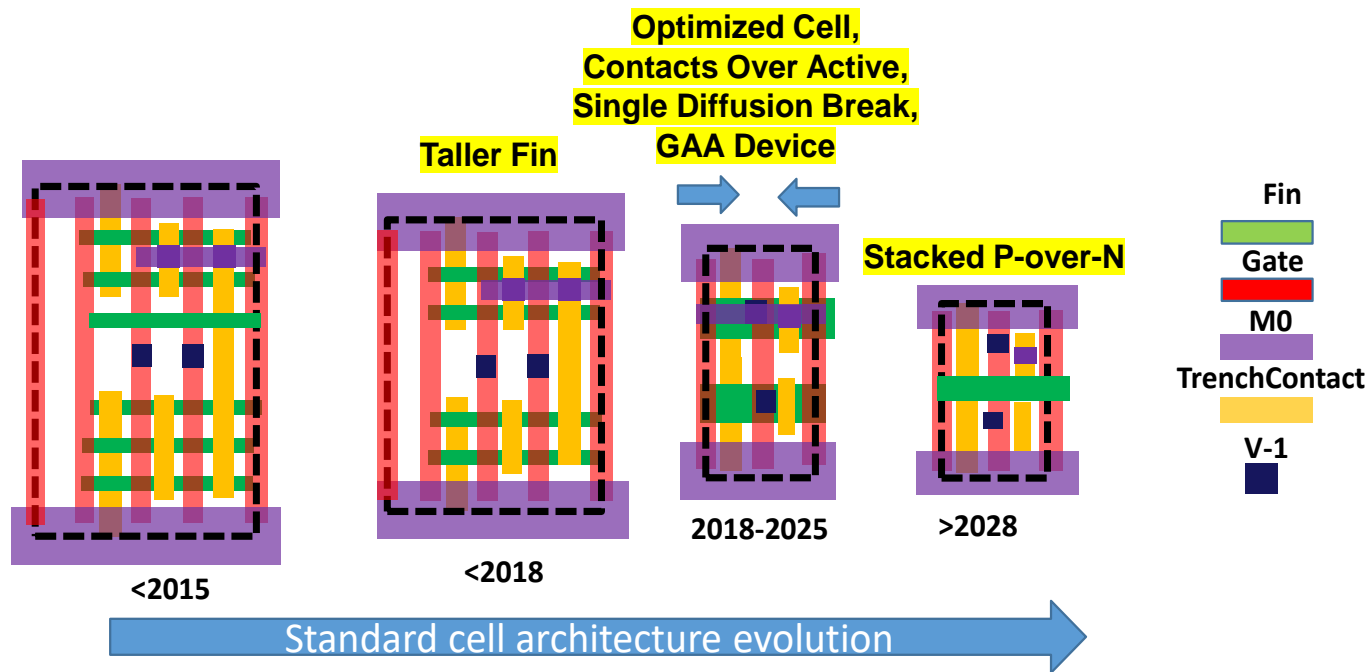 Optimized Cell,
Contacts Over Active,
Single Diffusion Break,
GAA Device
Taller Fin
Stacked P-over-N
Fin
Gate
M0
TrenchContact
V-1
<2015
<2018
2018-2025
>2028
Standard cell architecture evolution